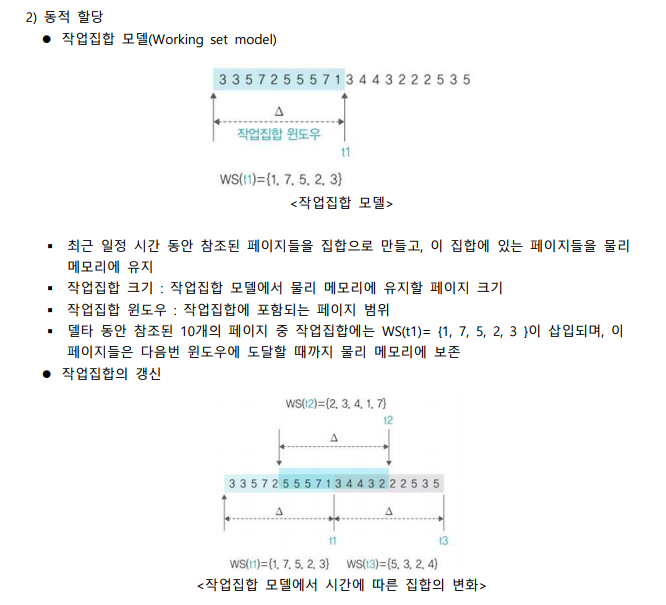 2) 동적 할당
● 작업집합 모델(Working set model)
3 3 5 7 2 5 5 5 7 1 3 4 4 3 2 2 2 5 3 5
Δ
작업집합 윈도우
t1
WS(t1)={1, 7, 5, 2, 3}
<작업집합 모델>
▪ 최근 일정 시간 동안 참조된 페이지들을 집합으로 만들고, 이 집합에 있는 페이지들을 물리
메모리에 유지
▪ 작업집합 크기 : 작업집합 모델에서 물리 메모리에 유지할 페이지 크기
▪ 작업집합 윈도우 : 작업집합에 포함되는 페이지 범위
▪ 델타 동안 참조된 10개의 페이지 중 작업집합에는 WS(t1)= {1, 7, 5, 2, 3 }이 삽입되며, 이
페이지들은 다음번 윈도우에 도달할 때까지 물리 메모리에 보존
● 작업집합의 갱신
WS(t2)={2, 3, 4, 1, 7}
t2
Δ
3 3 5 7 2 5 5 5 7 1 3 4 4 3 2 2 2 5 3 5
Δ Δ
t1 t3
WS(t1)={1, 7, 5, 2, 3} WS(t3)={5, 3, 2, 4}
<작업집합 모델에서 시간에 따른 집합의 변화>